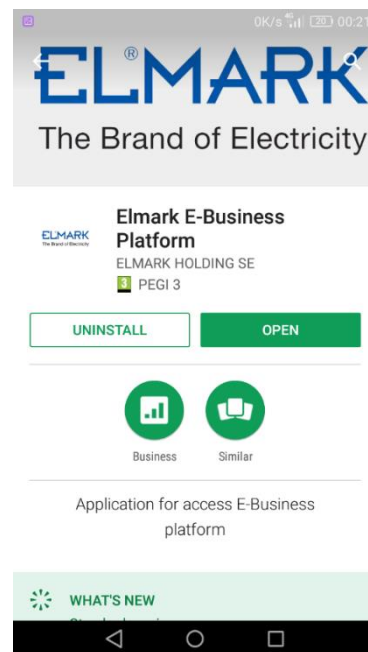 0K/s 4G 20 00:21
ELMARK®
The Brand of Electricity
ELMARK
The Brand of Electricity
Elmark E-Business
Platform
ELMARK HOLDING SE
3 PEGI 3
UNINSTALL
OPEN
Business
Similar
Application for access E-Business
platform
WHAT'S NEW